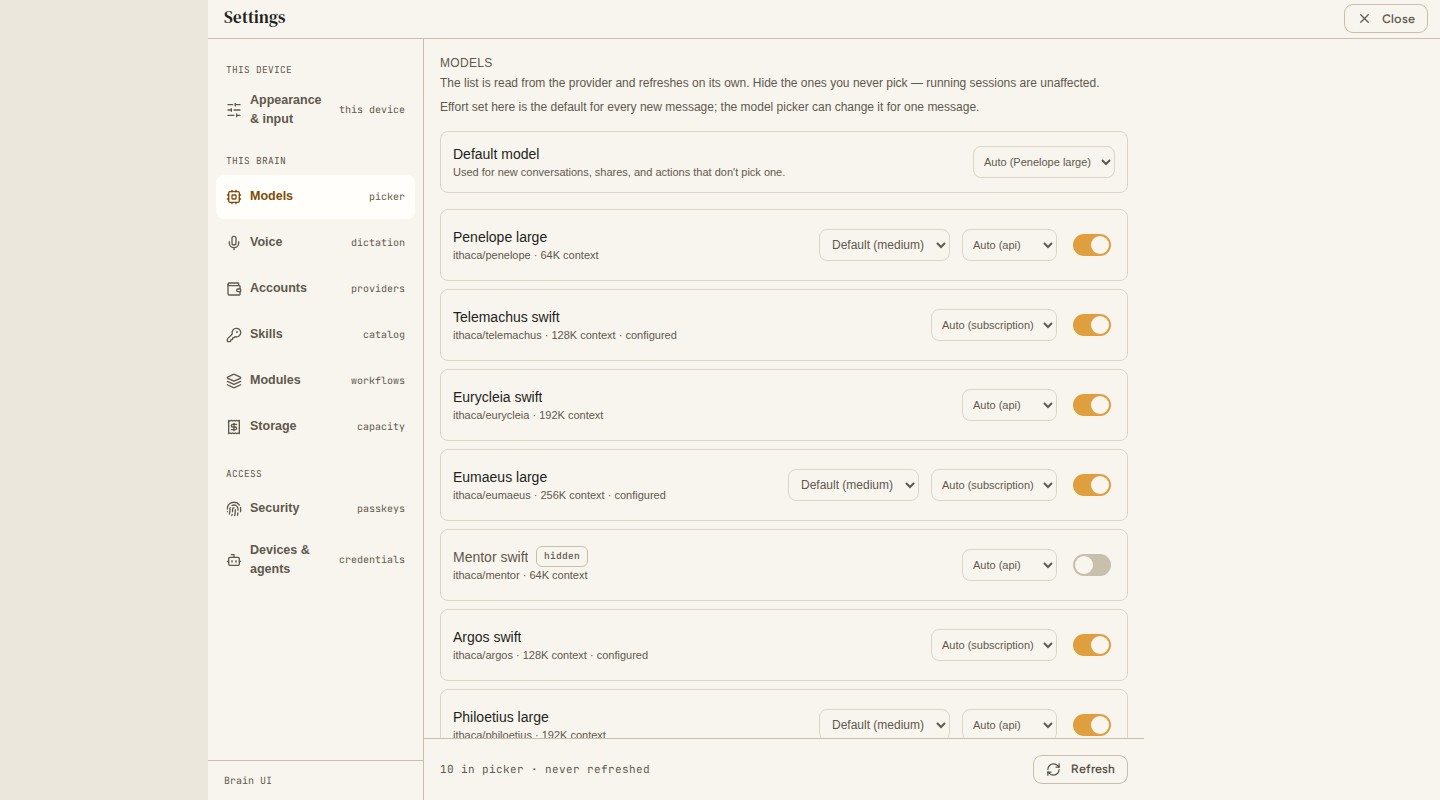 Settings
Close
THIS DEVICE
Appearance & input
this device
THIS BRAIN
Models
picker
Voice
dictation
Accounts
providers
Skills
catalog
Modules
workflows
Storage
capacity
ACCESS
Security
passkeys
Devices & agents
credentials
Brain UI
MODELS
The list is read from the provider and refreshes on its own. Hide the ones you never pick — running sessions are unaffected.
Effort set here is the default for every new message; the model picker can change it for one message.
Default model
Used for new conversations, shares, and actions that don't pick one.
Auto (Penelope large)
Penelope large
ithaca/penelope · 64K context
Default (medium)
Auto (api)
Telemachus swift
ithaca/telemachus · 128K context · configured
Auto (subscription)
Eurycleia swift
ithaca/eurycleia · 192K context
Auto (api)
Eumaeus large
ithaca/eumaeus · 256K context · configured
Default (medium)
Auto (subscription)
Mentor swift
hidden
ithaca/mentor · 64K context
Auto (api)
Argos swift
ithaca/argos · 128K context · configured
Auto (subscription)
Philoetius large
ithaca/philoetius · 192K context
Default (medium)
Auto (api)
10 in picker · never refreshed
Refresh